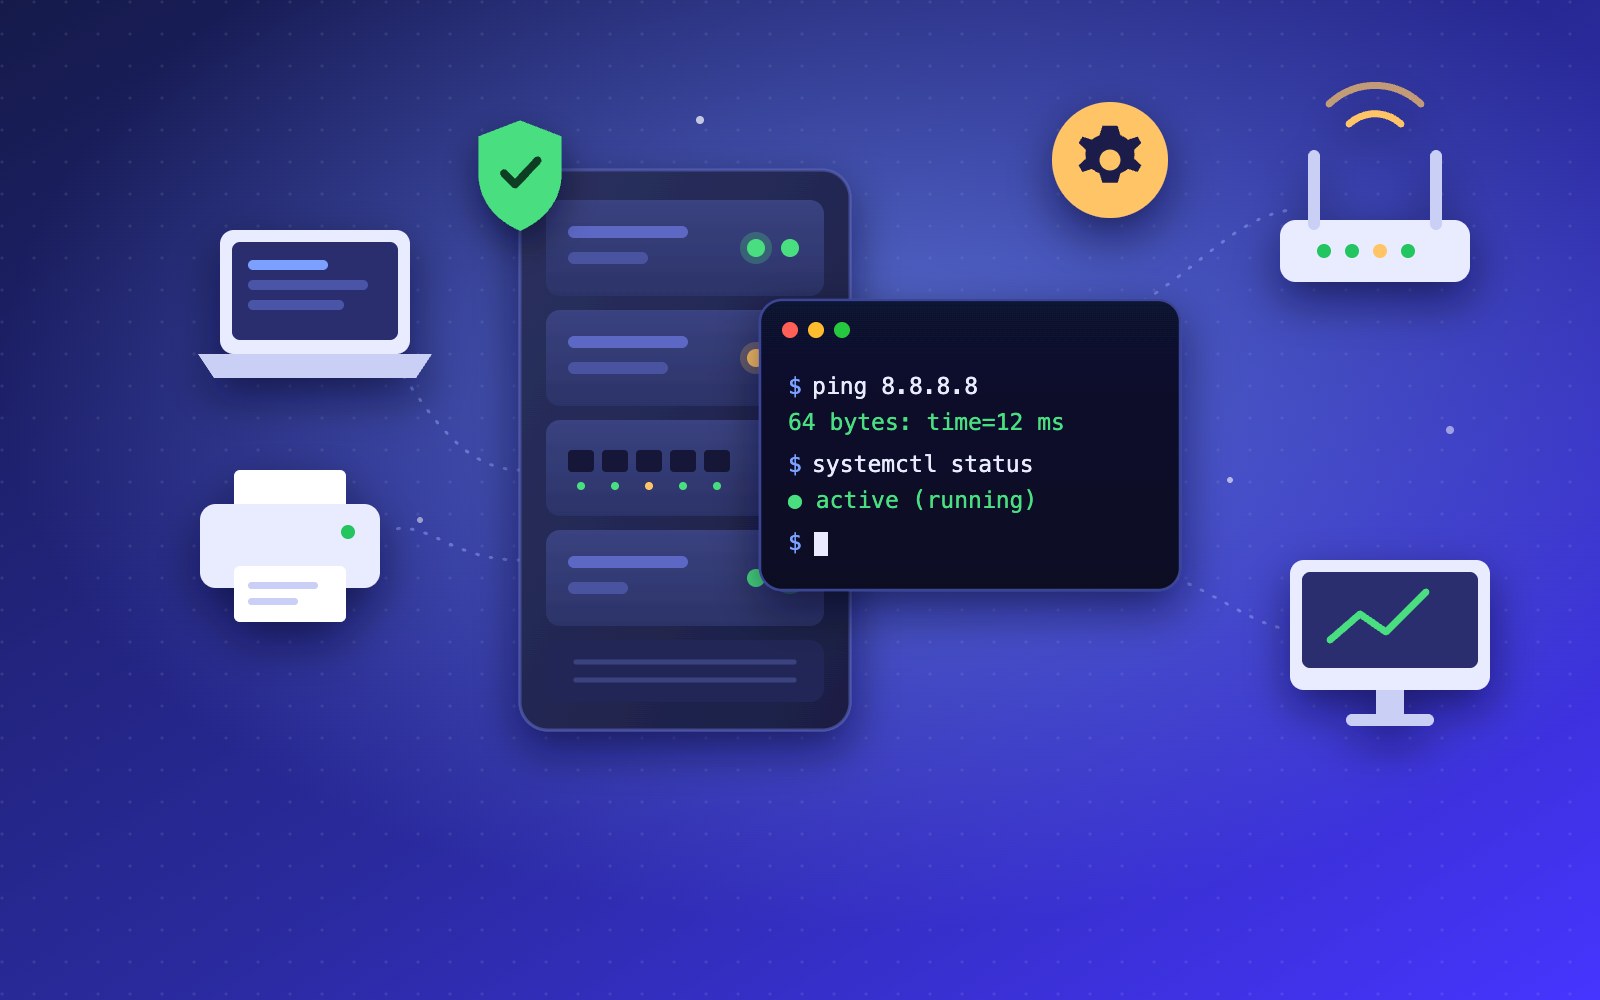 $ ping 8.8.8.8
64 bytes: time=12 ms
$ systemctl status
● active (running)
$